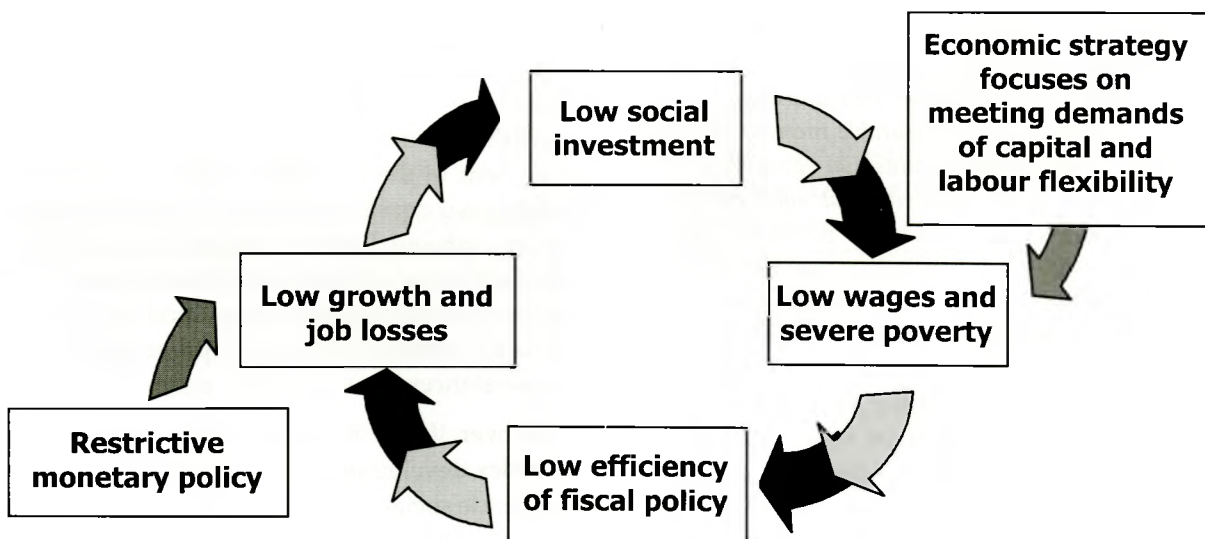 Economic strategy
focuses on
meeting demands
of capital and
labour flexibility
Low social
investment
Low growth and
job losses
Low wages and
severe poverty
Restrictive
monetary policy
Low efficiency
of fiscal policy